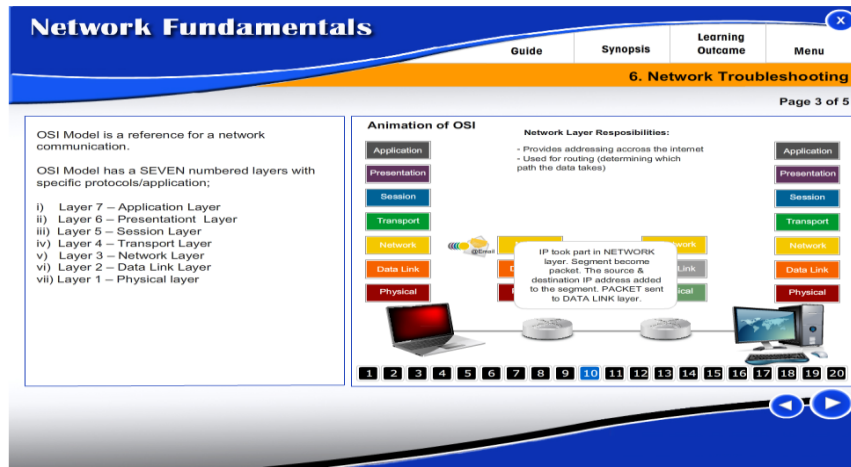 Network Fundamentals
X
Guide
Synopsis
Learning
Outcome
Menu
6. Network Troubleshooting
Page 3 of 5
OSI Model is a reference for a network
communication.
OSI Model has a SEVEN numbered layers with
specific protocols/application;
i) Layer 7 – Application Layer
ii) Layer 6 – Presentationt Layer
iii) Layer 5 – Session Layer
iv) Layer 4 – Transport Layer
v) Layer 3 – Network Layer
vi) Layer 2 – Data Link Layer
vii) Layer 1 – Physical layer
Animation of OSI
Network Layer Resposibilities:
- Provides addressing accross the internet
- Used for routing (determining which
path the data takes)
Application
Presentation
Session
Transport
Network
Data Link
Physical
@Email
IP took part in NETWORK
layer. Segment become
packet. The source &
destination IP address added
to the segment. PACKET sent
to DATA LINK layer.
Application
Presentation
Session
Transport
Network
Data Link
Physical
1 2 3 4 5 6 7 8 9 10 11 12 13 14 15 16 17 18 19 20